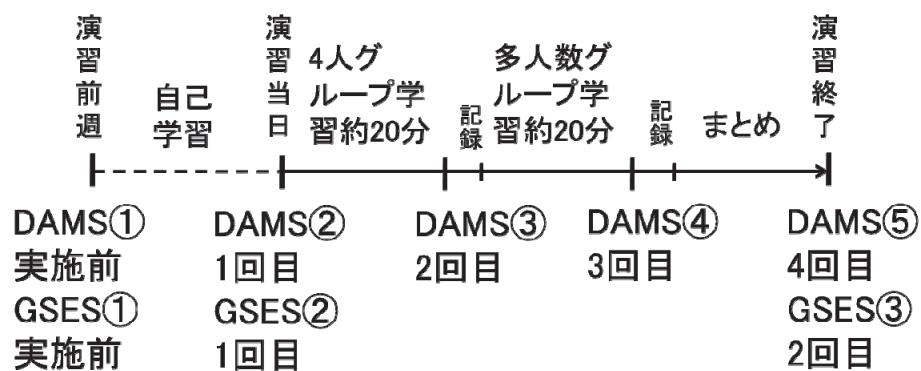 演習前週
自己
学習
演習当日
4人グ
ループ学
習約20分
記録
多人数グ
ループ学
習約20分
記録
まとめ
演習終了
DAMS①
実施前
GSES①
実施前
DAMS②
1回目
GSES②
1回目
DAMS③
2回目
DAMS④
3回目
DAMS⑤
4回目
GSES③
2回目